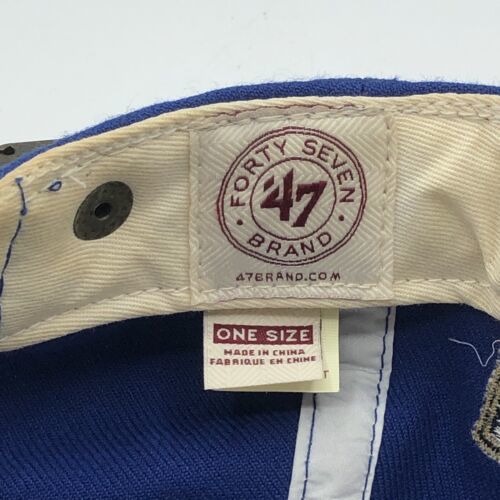 FORTY SEVEN
'47
BRAND
47BRAND.COM
ONE SIZE
MADE IN CHINA
FABRIQUE EN CHINE
T